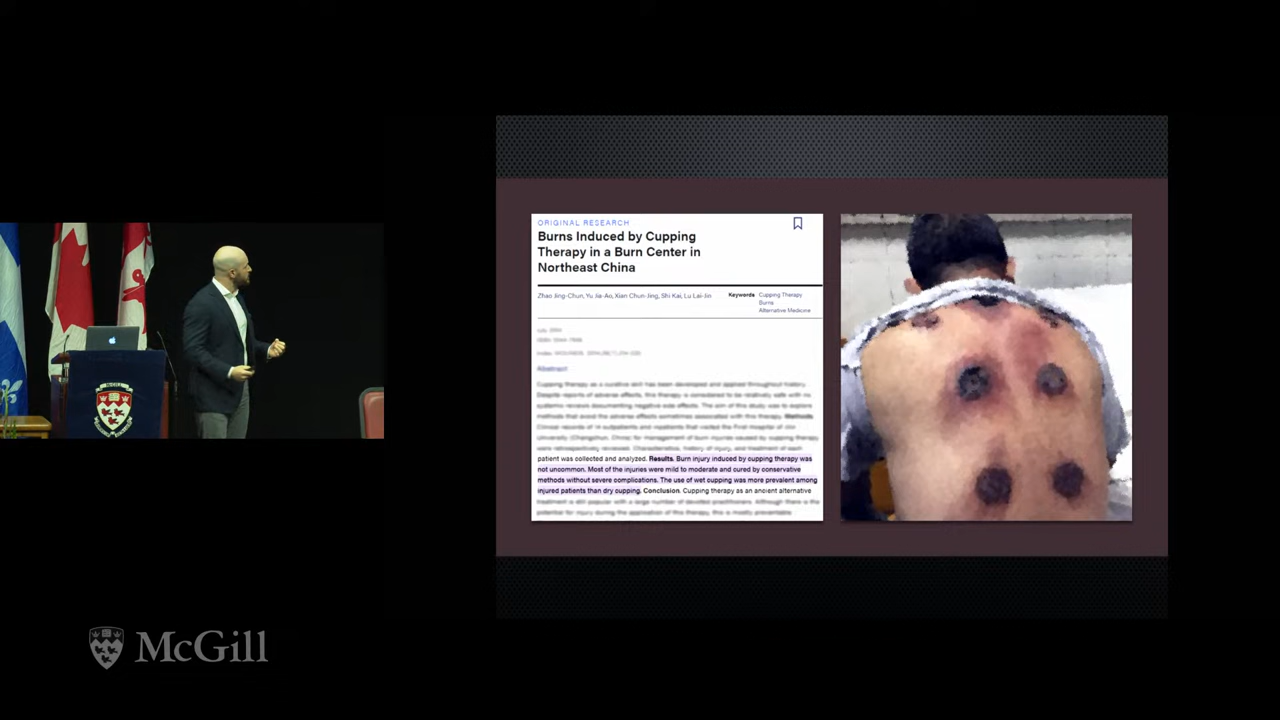 ORIGINAL RESEARCH
Burns Induced by Cupping
Therapy in a Burn Center in
Northeast China
Zhao Jing-Chun, Yu Jia-Ao, Xian Chun-Jing, Shi Kai, Lu Lai-Jin
Keywords
Cupping Therapy
Burns
Alternative Medicine
Abstract
Cupping therapy as a curative skill has been developed and applied throughout history.
Despite reports of adverse effects, this therapy is considered to be relatively safe with no
systemic reviews documenting negative side effects. The aim of this study was to explore
methods that avoid the adverse effects sometimes associated with this therapy. Methods.
Clinical records of 14 outpatients and inpatients that visited the First Hospital of Jilin
University (Changchun, China) for management of burn injuries caused by cupping therapy
were retrospectively reviewed. Characteristics, history of injury, and treatment of each
patient was collected and analyzed. Results. Burn injury induced by cupping therapy was
not uncommon. Most of the injuries were mild to moderate and cured by conservative
methods without severe complications. The use of wet cupping was more prevalent among
injured patients than dry cupping. Conclusion. Cupping therapy as an ancient alternative
treatment is still popular with a large number of devoted practitioners. Although there is the
potential for injury during the application of this therapy, this is mostly preventable
McGILL
McGill